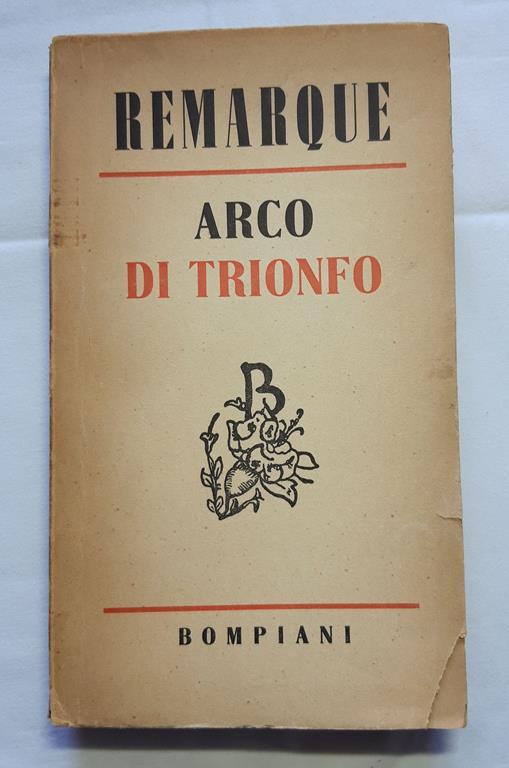 REMARQUE
ARCO
DI TRIONFO
B
BOMPIANI